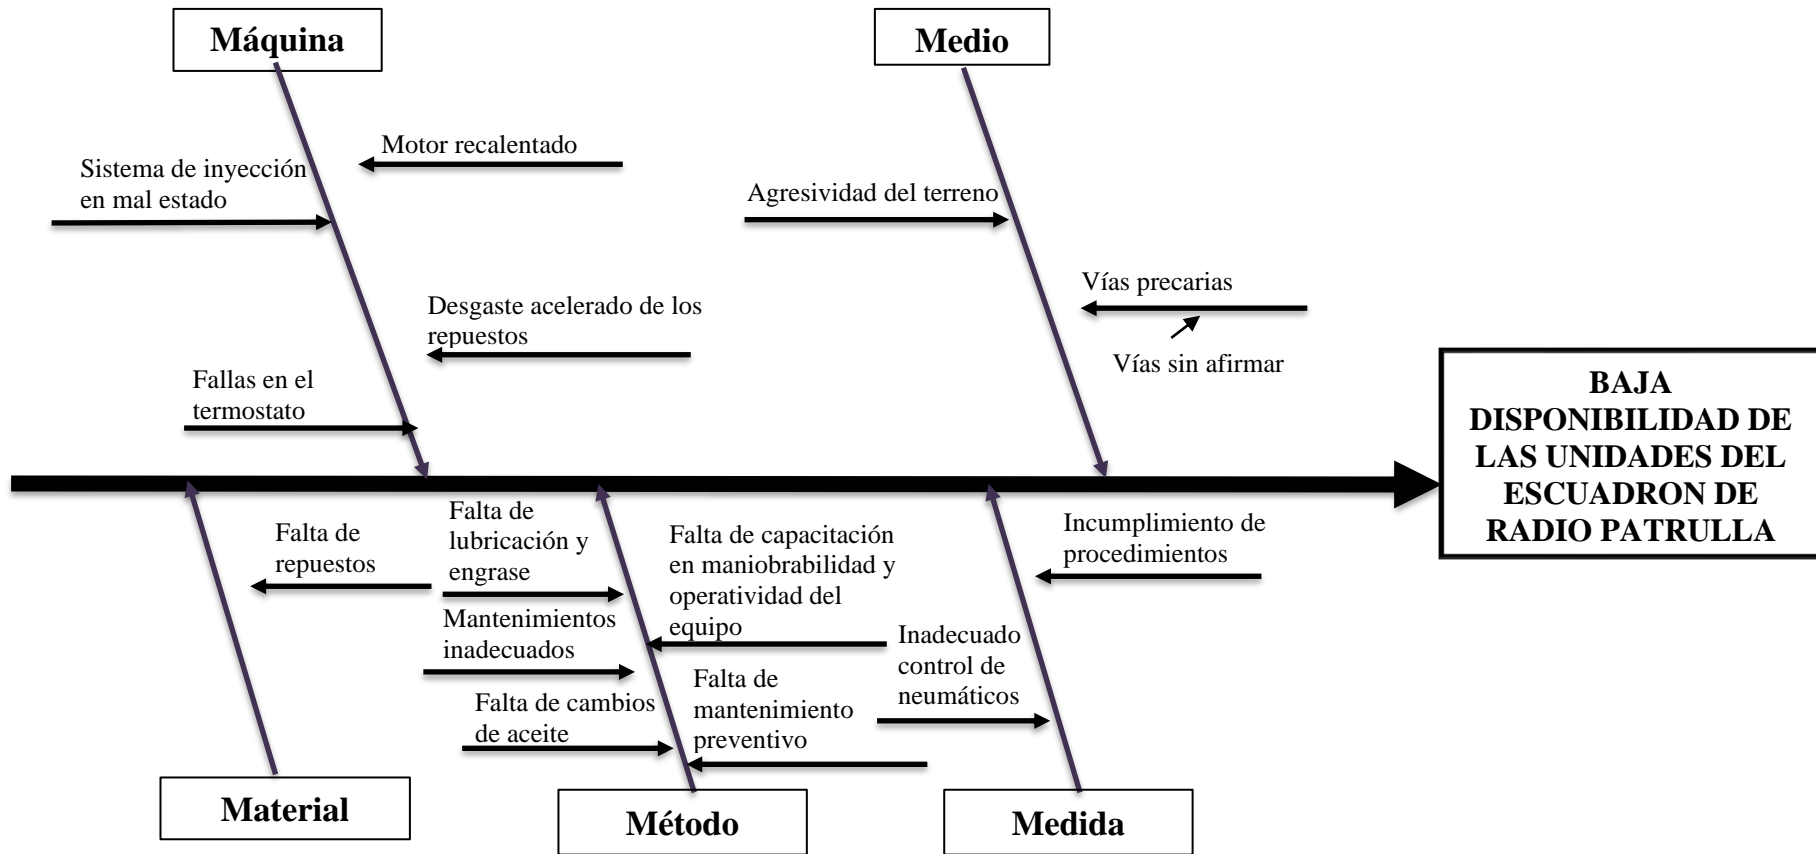 Máquina
Medio
Motor recalentado
Sistema de inyección
en mal estado
Agresividad del terreno
Vías precarias
Vías sin afirmar
Desgaste acelerado de los
repuestos
Fallas en el
termostato
BAJA
DISPONIBILIDAD DE
LAS UNIDADES DEL
ESCUADRON DE
RADIO PATRULLA
Falta de
repuestos
Falta de
lubricación y
engrase
Falta de capacitación
en maniobrabilidad y
operatividad del
equipo
Incumplimiento de
procedimientos
Mantenimientos
inadecuados
Inadecuado
control de
neumáticos
Falta de cambios
de aceite
Falta de
mantenimiento
preventivo
Material
Método
Medida